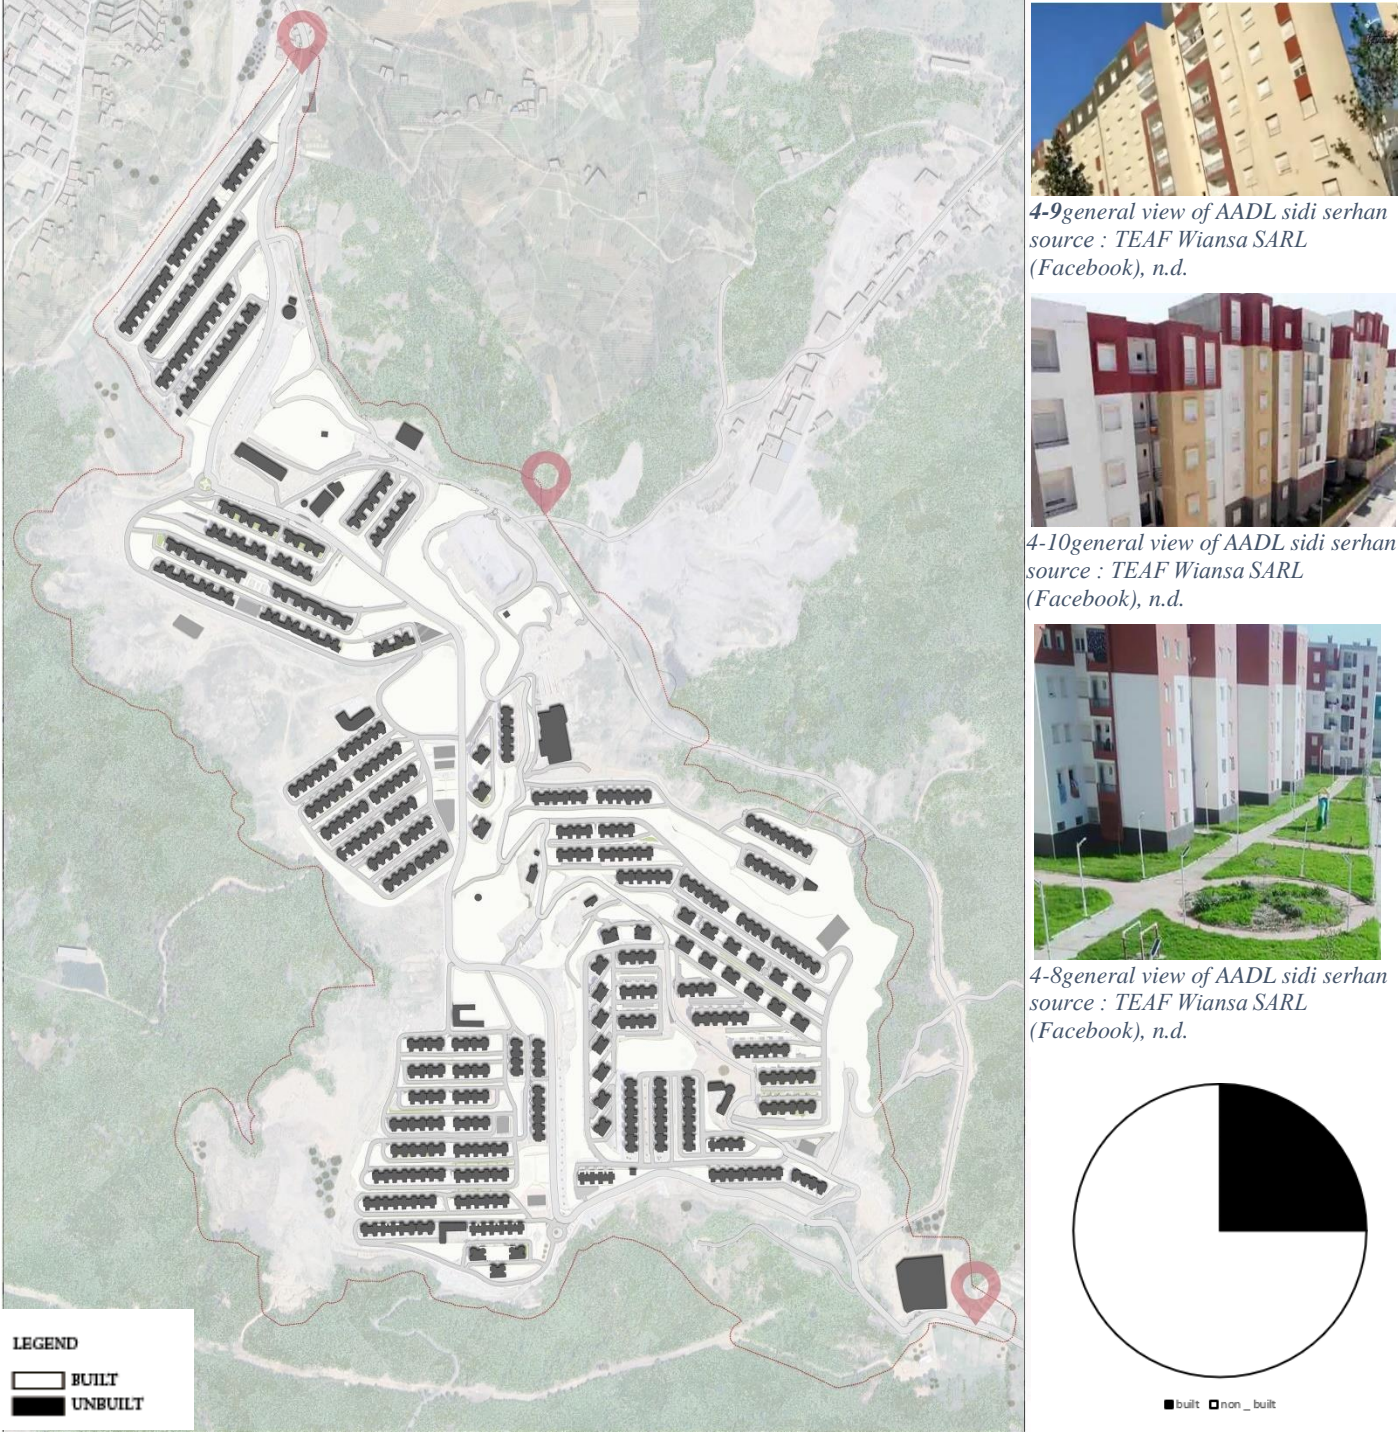 4-9general view of AADL sidi serhan
source : TEAF Wiansa SARL
(Facebook), n.d.
4-10general view of AADL sidi serhan
source : TEAF Wiansa SARL
(Facebook), n.d.
4-8general view of AADL sidi serhan
source : TEAF Wiansa SARL
(Facebook), n.d.
built non _ built
LEGEND
BUILT
UNBUILT